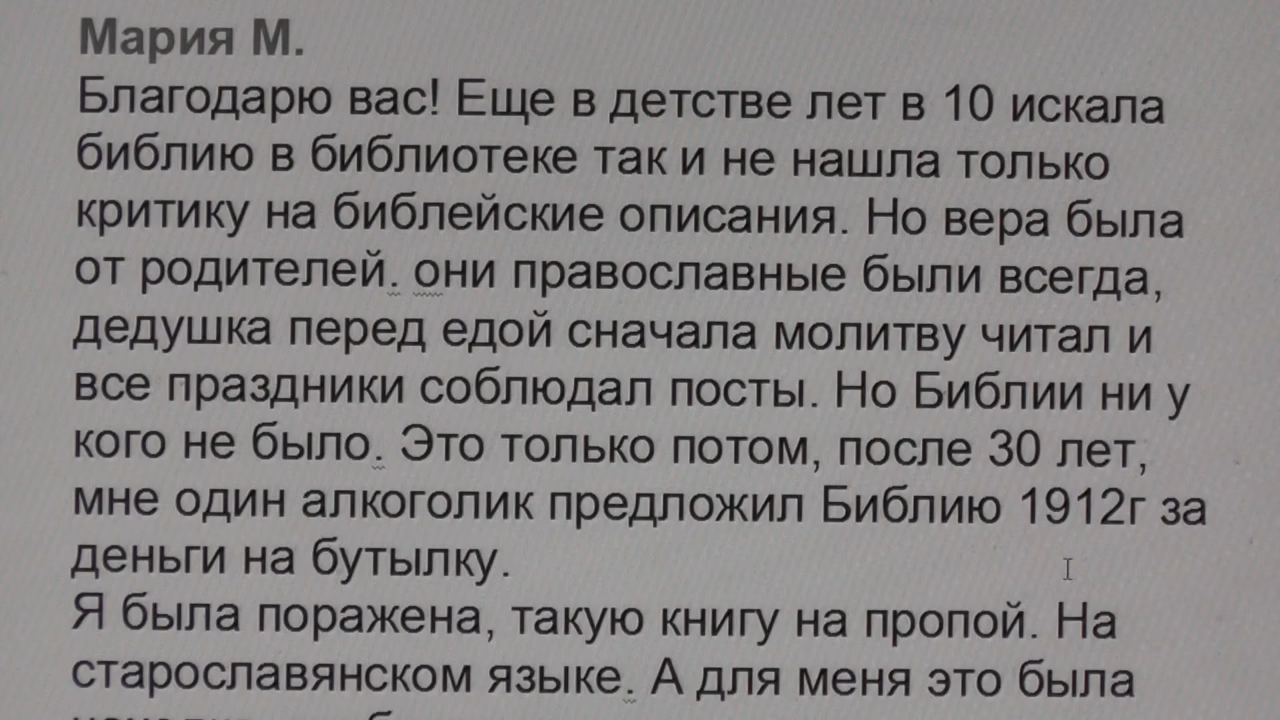 Мария М.
Благодарю вас! Еще в детстве лет в 10 искала
библию в библиотеке так и не нашла только
критику на библейские описания. Но вера была
от родителей. они православные были всегда,
дедушка перед едой сначала молитву читал и
все праздники соблюдал посты. Но Библии ни у
кого не было. Это только потом, после 30 лет,
мне один алкоголик предложил Библию 1912г за
деньги на бутылку.
Я была поражена, такую книгу на пропой. На
старославянском языке. А для меня это была